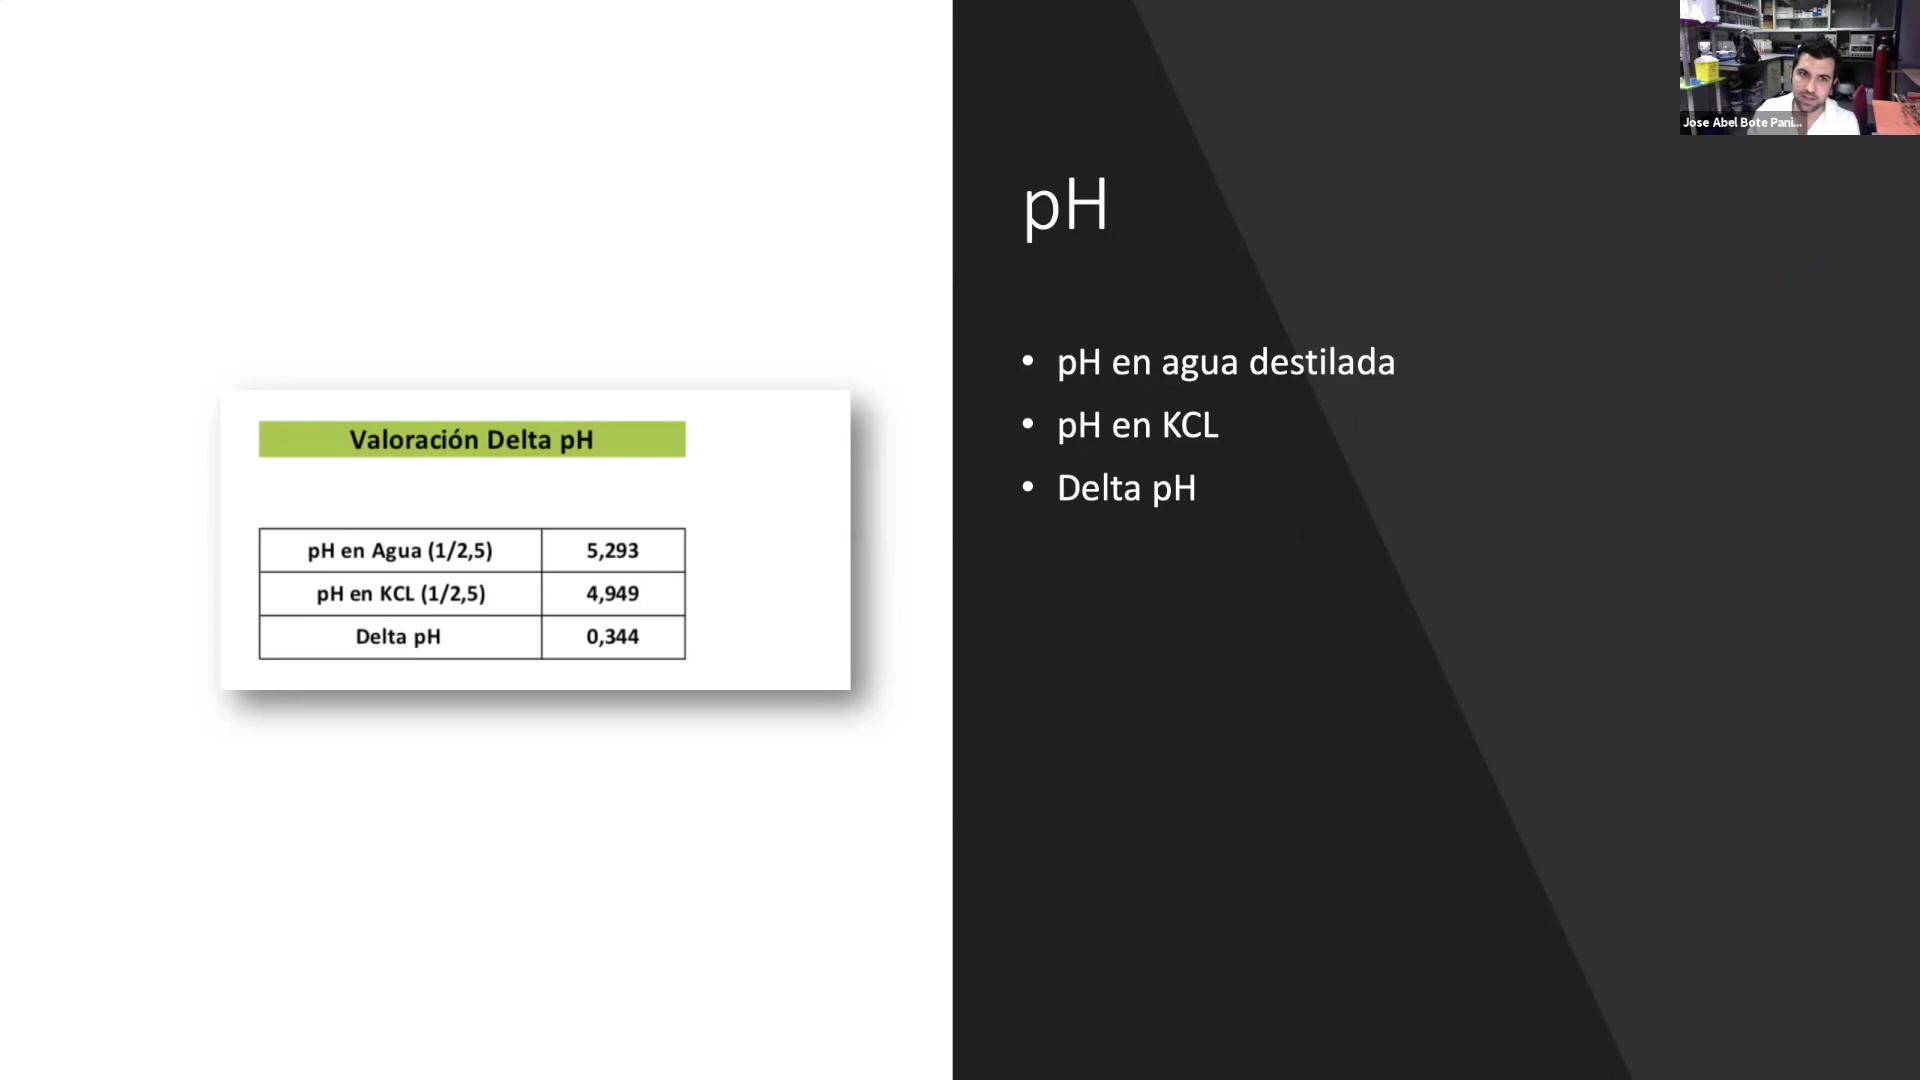 Valoración Delta pH
pH en Agua (1/2,5) 5,293
pH en KCL (1/2,5) 4,949
Delta pH 0,344
pH
• pH en agua destilada
• pH en KCL
• Delta pH
Jose Abel Bote Pani...